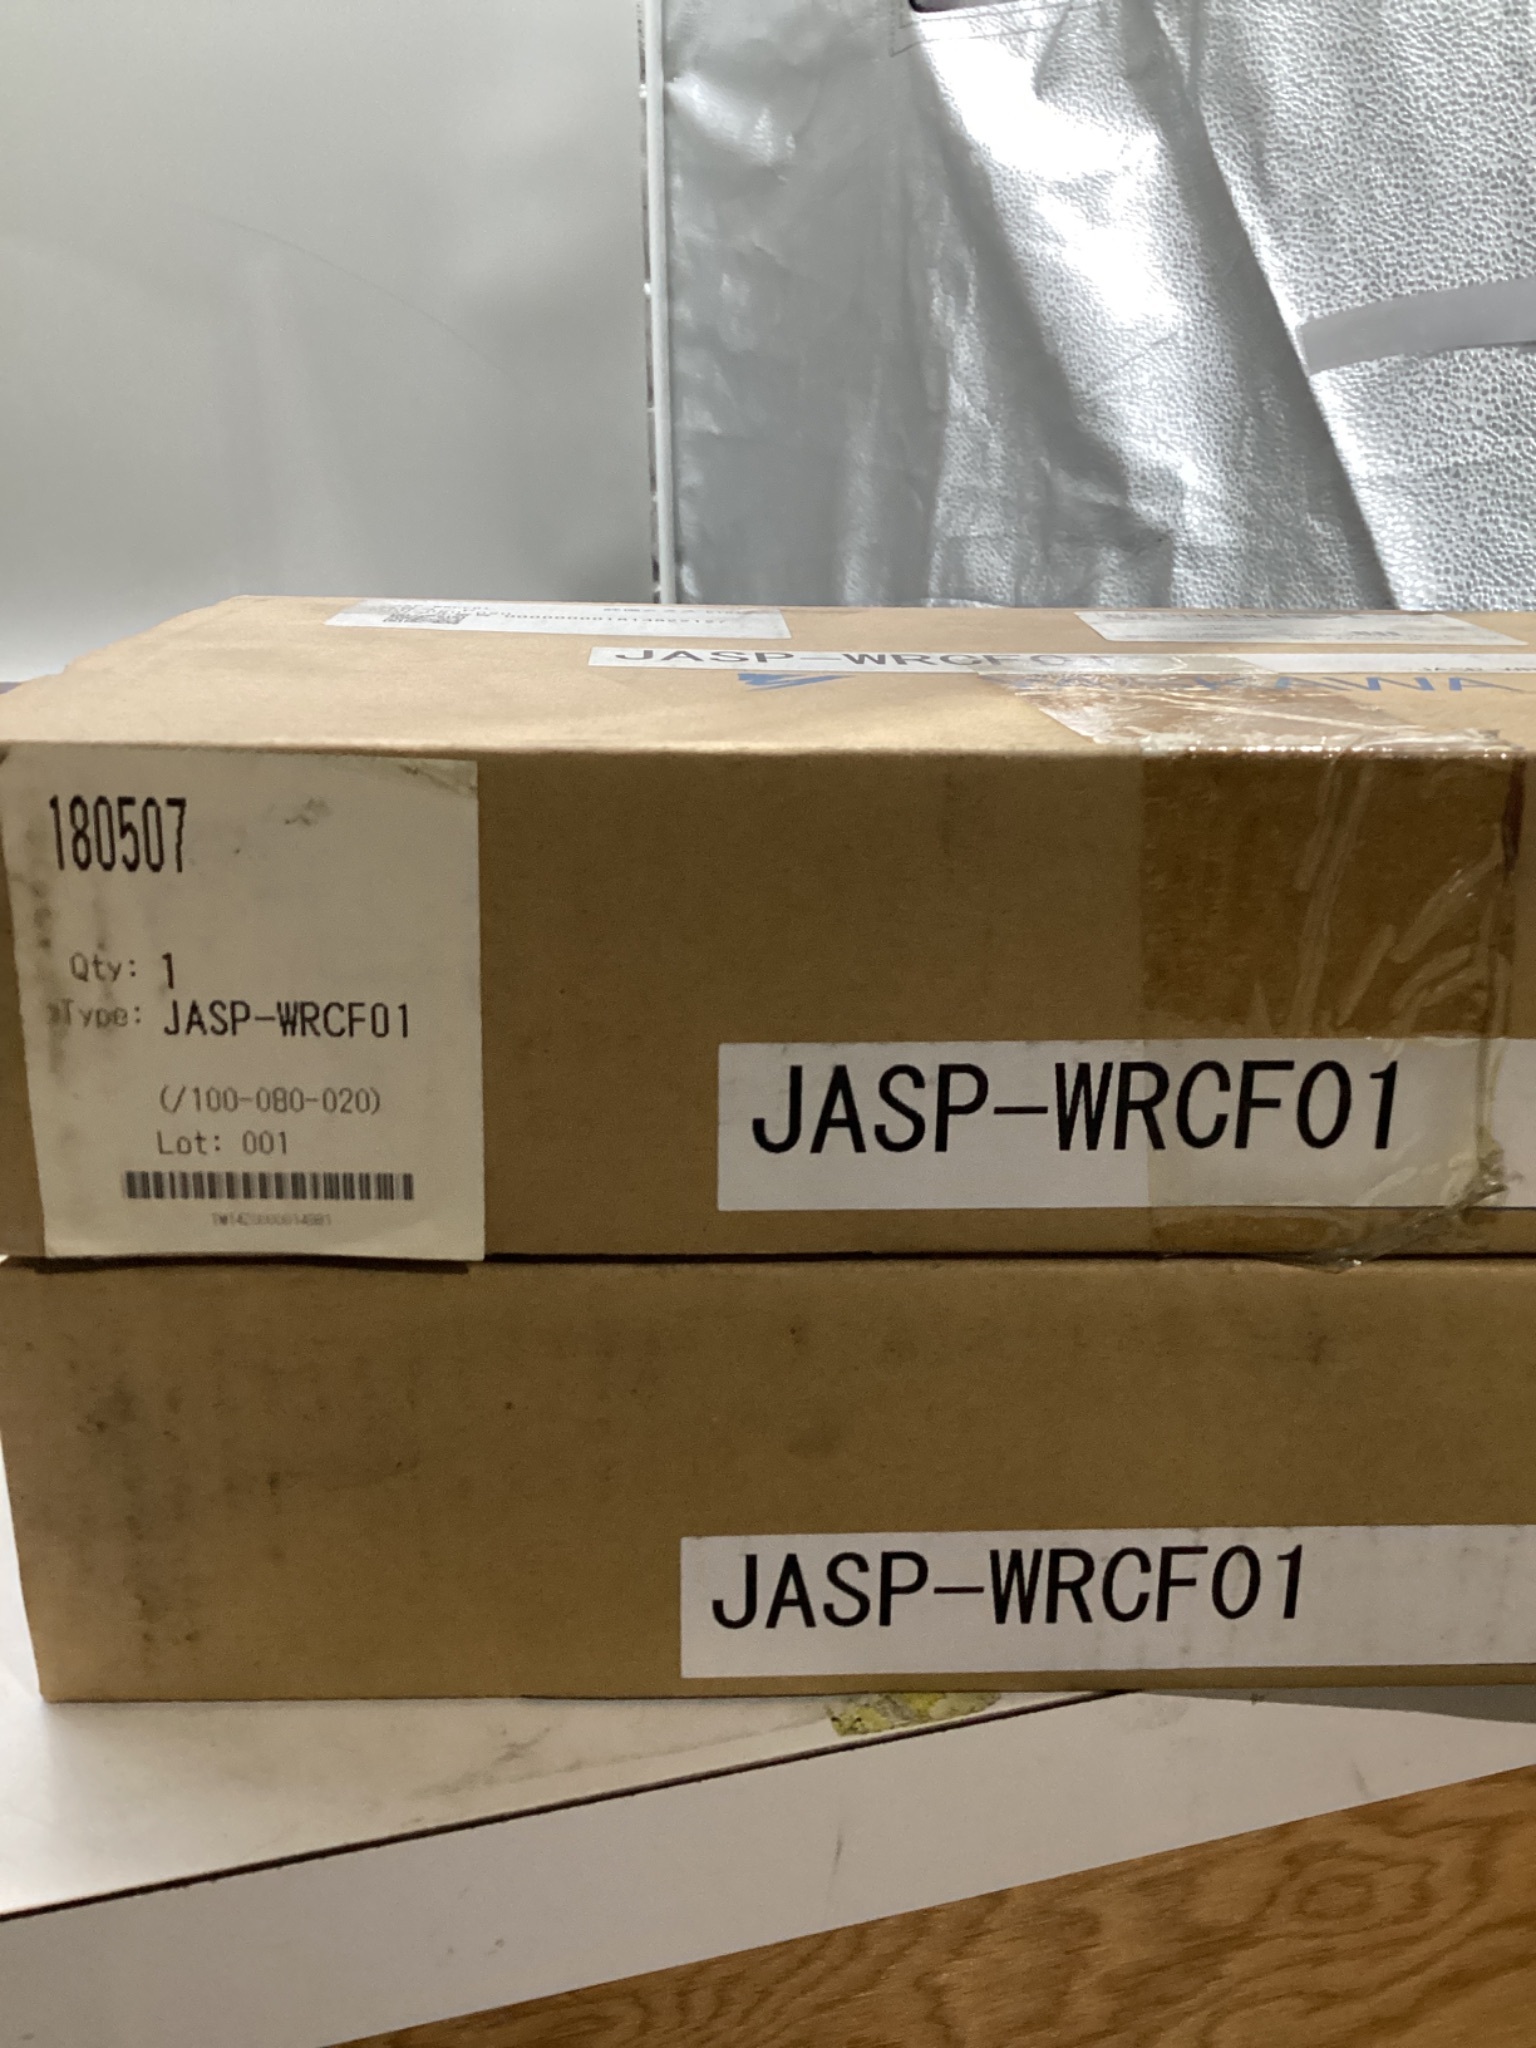 JASP-WRCF01
180507
Qty: 1
Type: JASP-WRCF01
(/100-080-020)
Lot: 001
JASP-WRCF01
JASP-WRCF01